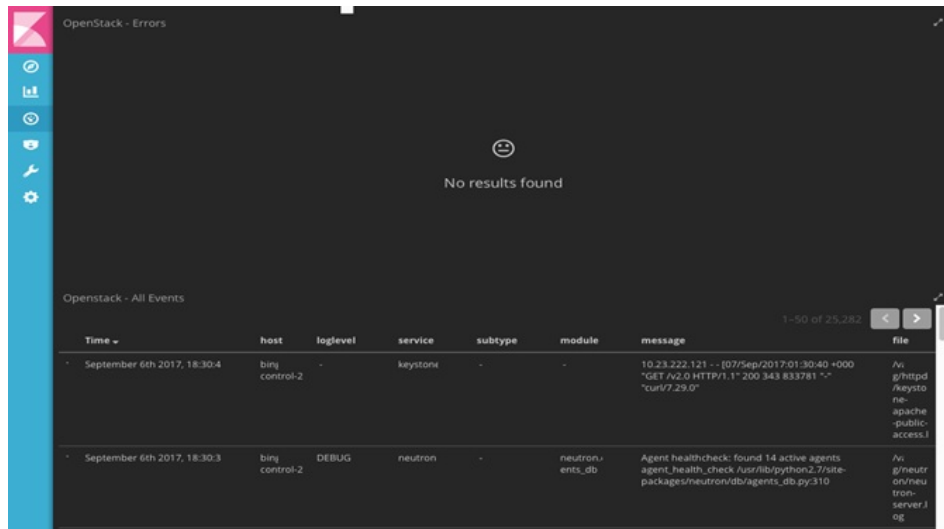 OpenStack - Errors
No results found
Openstack - All Events
1–50 of 25,282
Time host loglevel service subtype module message file
September 6th 2017, 18:30:4 control-2 - keystone - - 10.23.222.121 - - [07/Sep/2017:01:30:40 +000
"GET /v2.0 HTTP/1.1" 200 343 833781 "-"
"curl/7.29.0"
g/httpd
/keysto
ne-
apache
-public-
access.l
September 6th 2017, 18:30:3 control-2 DEBUG neutron - neutron.
ents_db
Agent healthcheck: found 14 active agents
agent_health_check /usr/lib/python2.7/site-
packages/neutron/db/agents_db.py:310
g/neutr
on/neu
tron-
server.l
og